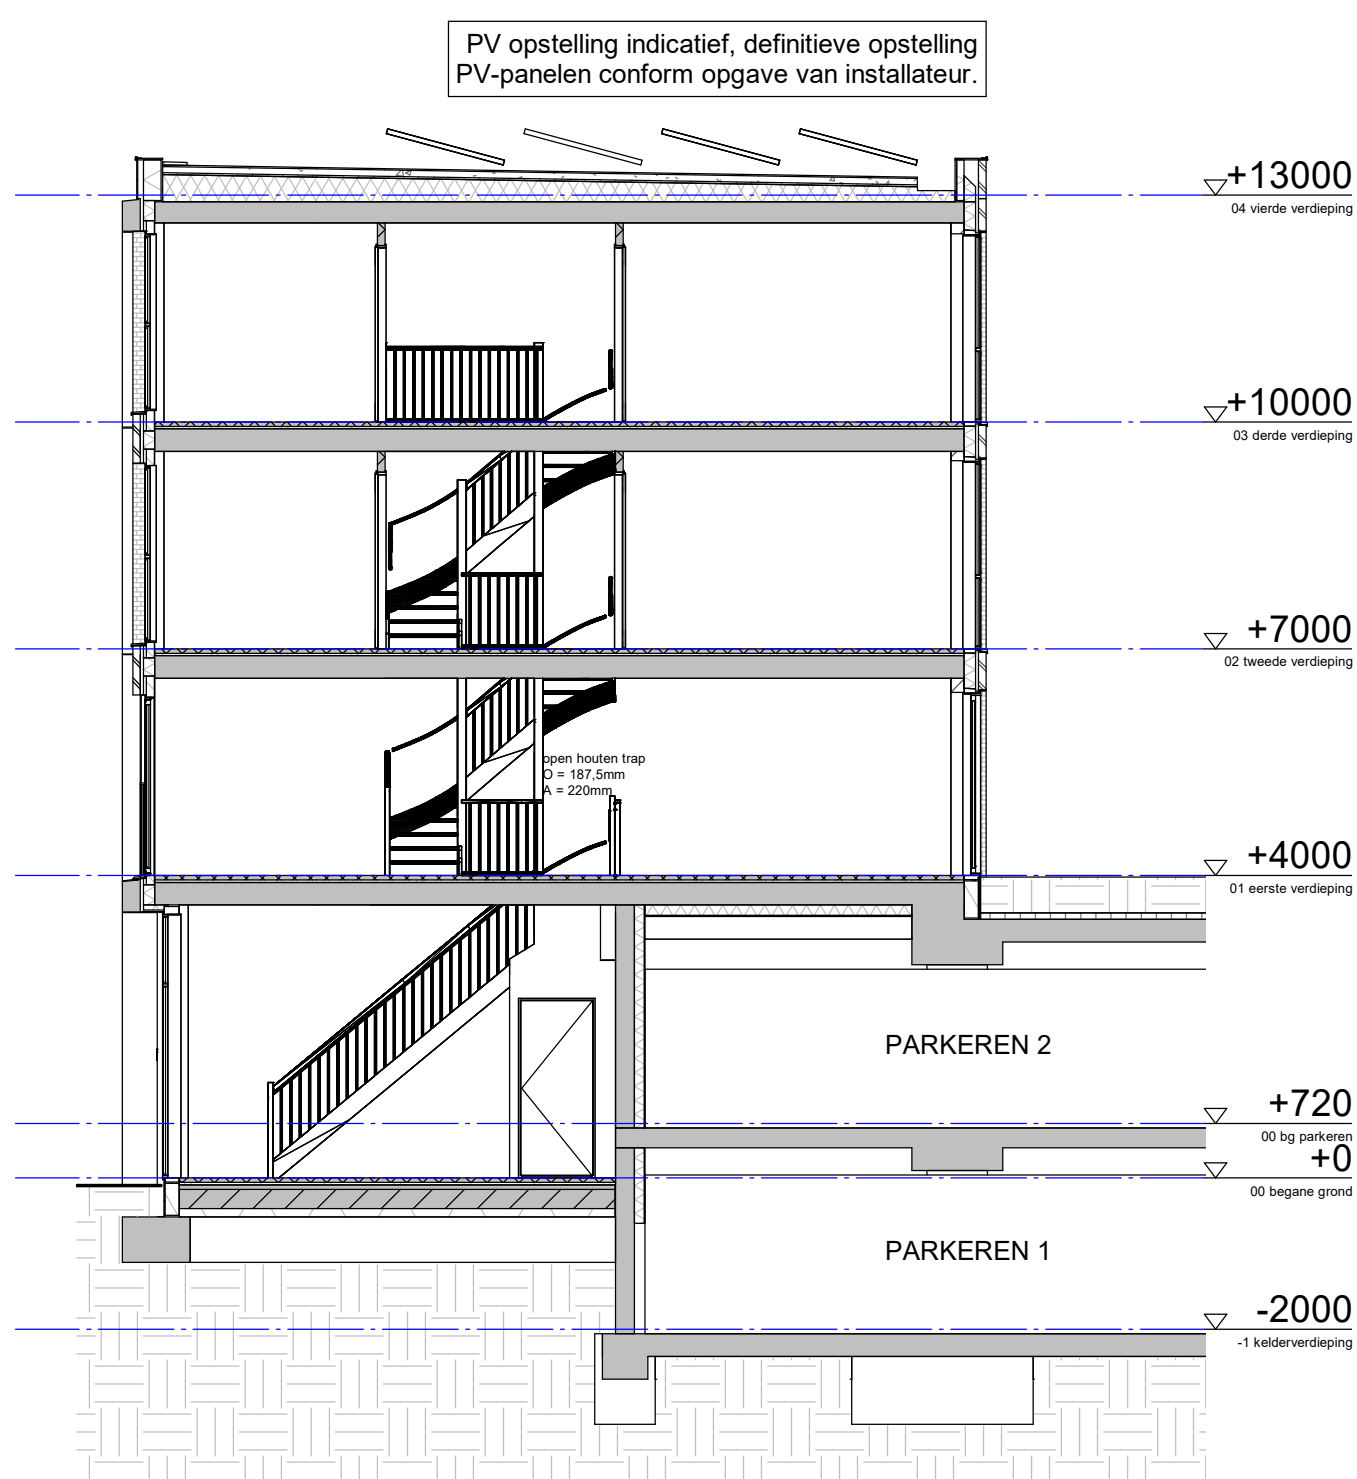 PV opstelling indicatief, definitieve opstelling
PV-panelen conform opgave van installateur.
+13000
04 vierde verdieping
+10000
03 derde verdieping
+7000
02 tweede verdieping
open houten trap
O = 187,5mm
A = 220mm
+4000
01 eerste verdieping
PARKEREN 2
+720
00 bg parkeren
+0
00 begane grond
PARKEREN 1
-2000
-1 kelderverdieping